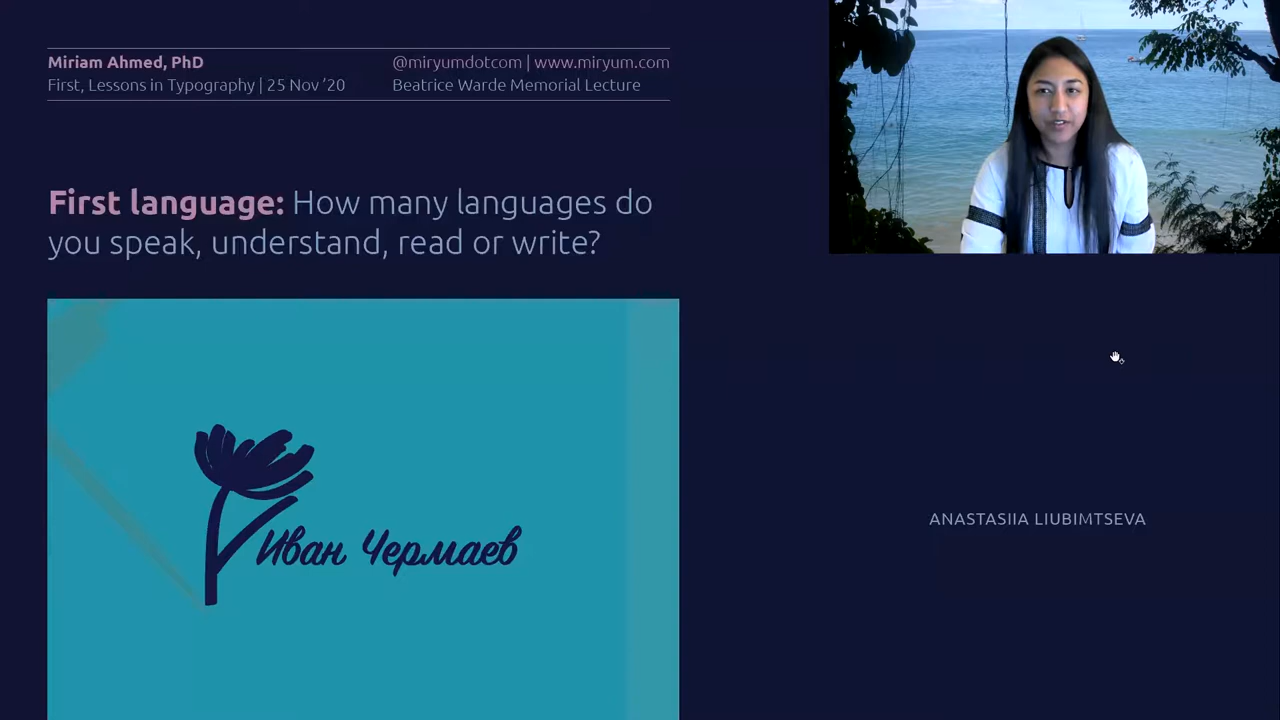 Miriam Ahmed, PhD
First, Lessons in Typography | 25 Nov ’20
@miryumdotcom | www.miryum.com
Beatrice Warde Memorial Lecture
First language: How many languages do
you speak, understand, read or write?
Иван Чермаев
ANASTASIIA LIUBIMTSEVA